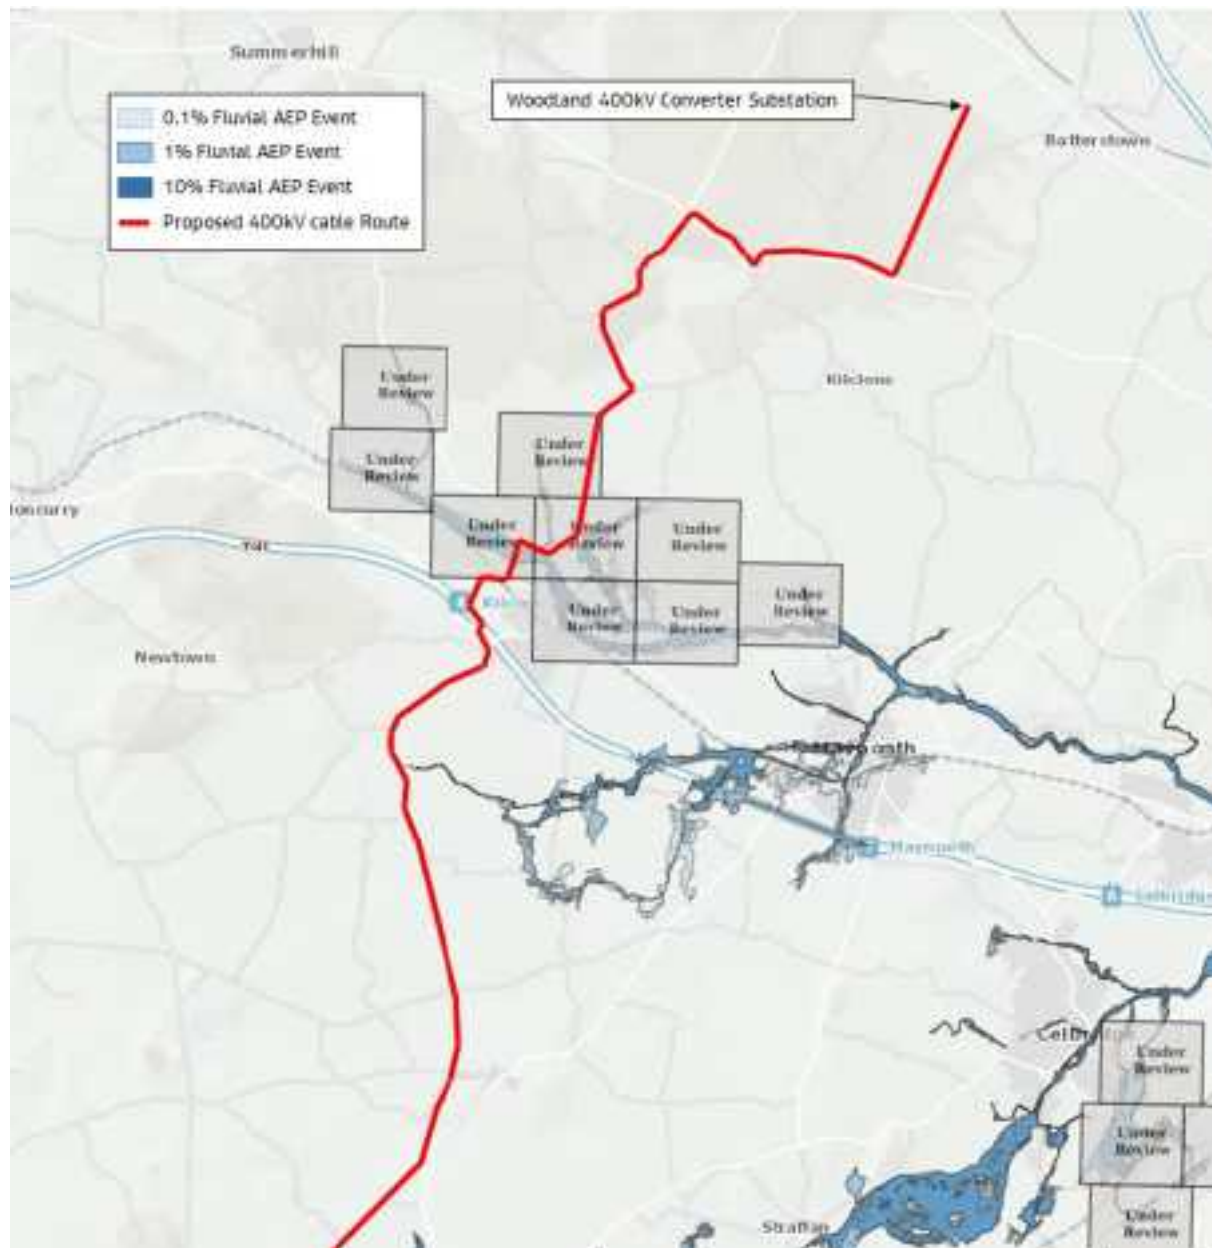 Summerhill
Woodland 400kV Converter Substation
0.1% Fluvial AEP Event
1% Fluvial AEP Event
10% Fluvial AEP Event
Proposed 400kV cable Route
Batterstown
Kilclone
Under
Review
Under
Review
Under
Review
Under
Review
Under
Review
Under
Review
Under
Review
Under
Review
Under
Review
Newtown
Maynooth
Straffan
Under
Review
Under
Review
Under
Review